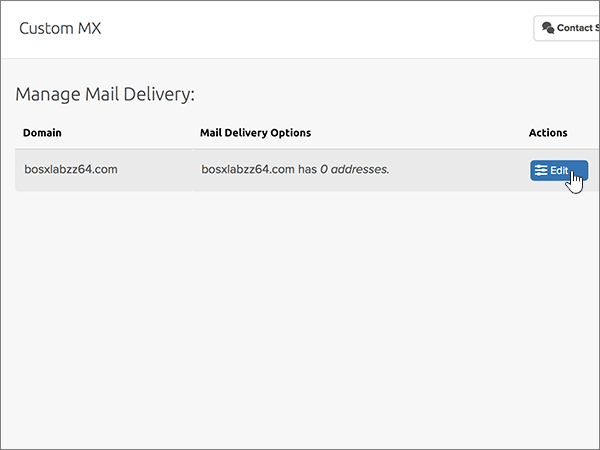 Custom MX
Contact S
Manage Mail Delivery:
Domain Mail Delivery Options Actions
bosxlabzz64.com bosxlabzz64.com has 0 addresses. Edit